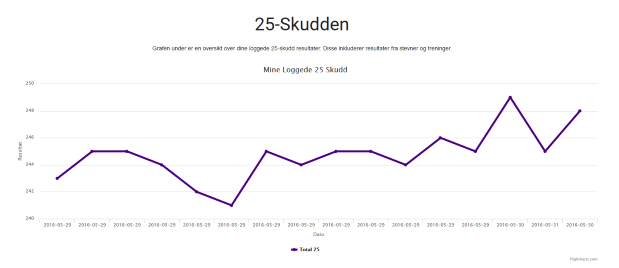 25-Skudden
Grafen under er en oversikt over dine loggede 25-skudd resultater. Disse inkluderer resultater fra stevner og treninger.
Mine Loggede 25 Skudd
250
248
246
244
242
240
Resultat
2016-05-29 2016-05-29 2016-05-29 2016-05-29 2016-05-29 2016-05-29 2016-05-29 2016-05-29 2016-05-29 2016-05-29 2016-05-29 2016-05-29 2016-05-29 2016-05-30 2016-05-31 2016-05-30
Dato
Total 25
Highcharts.com